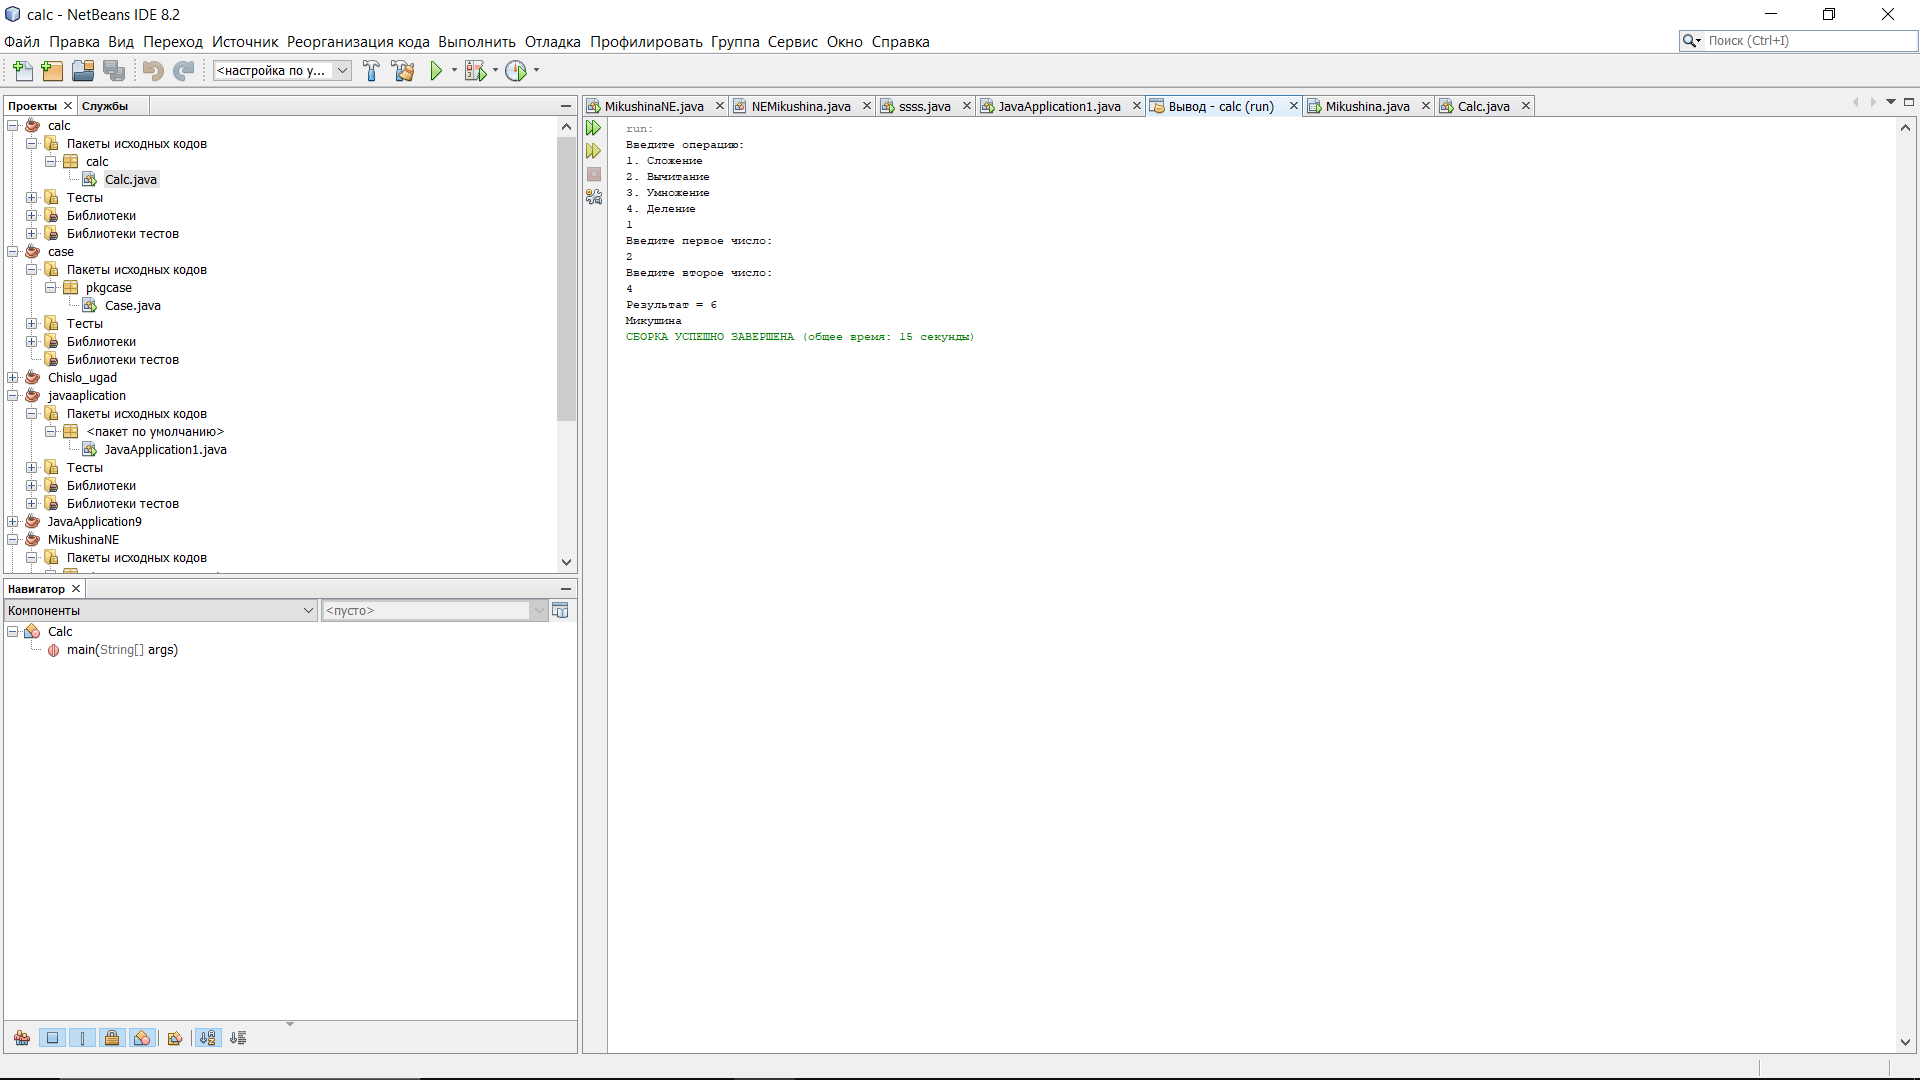 calc - NetBeans IDE 8.2
Файл Правка Вид Переход Источник Реорганизация кода Выполнить Отладка Профилировать Группа Сервис Окно Справка
Поиск (Ctrl+I)
<настройка по у...
Проекты Службы
calc
Пакеты исходных кодов
calc
Calc.java
Тесты
Библиотеки
Библиотеки тестов
case
Пакеты исходных кодов
pkgcase
Case.java
Тесты
Библиотеки
Библиотеки тестов
Chislo_ugad
javaaplication
Пакеты исходных кодов
<пакет по умолчанию>
JavaApplication1.java
Тесты
Библиотеки
Библиотеки тестов
JavaApplication9
MikushinaNE
Пакеты исходных кодов
Навигатор
Компоненты <пусто>
Calc
main(String[] args)
MikushinaNE.java NEMikushina.java ssss.java JavaApplication1.java Вывод - calc (run) Mikushina.java Calc.java
run:
Введите операцию:
1. Сложение
2. Вычитание
3. Умножение
4. Деление
1
Введите первое число:
2
Введите второе число:
4
Результат = 6
Микушина
СБОРКА УСПЕШНО ЗАВЕРШЕНА (общее время: 15 секунды)